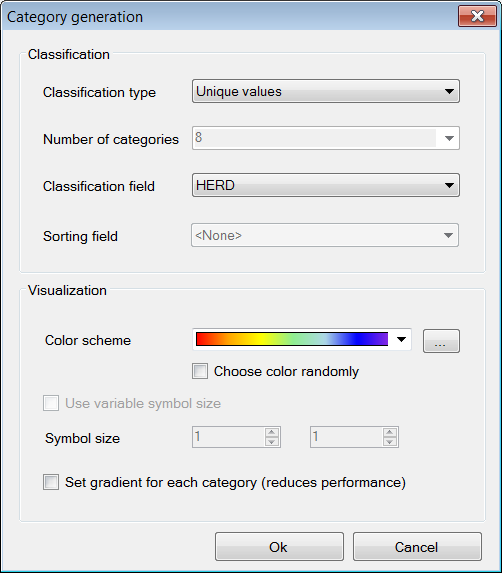 Category generation
Classification
Classification type Unique values
Number of categories 8
Classification field HERD
Sorting field <None>
Visualization
Color scheme ...
Choose color randomly
Use variable symbol size
Symbol size 1 1
Set gradient for each category (reduces performance)
Ok Cancel